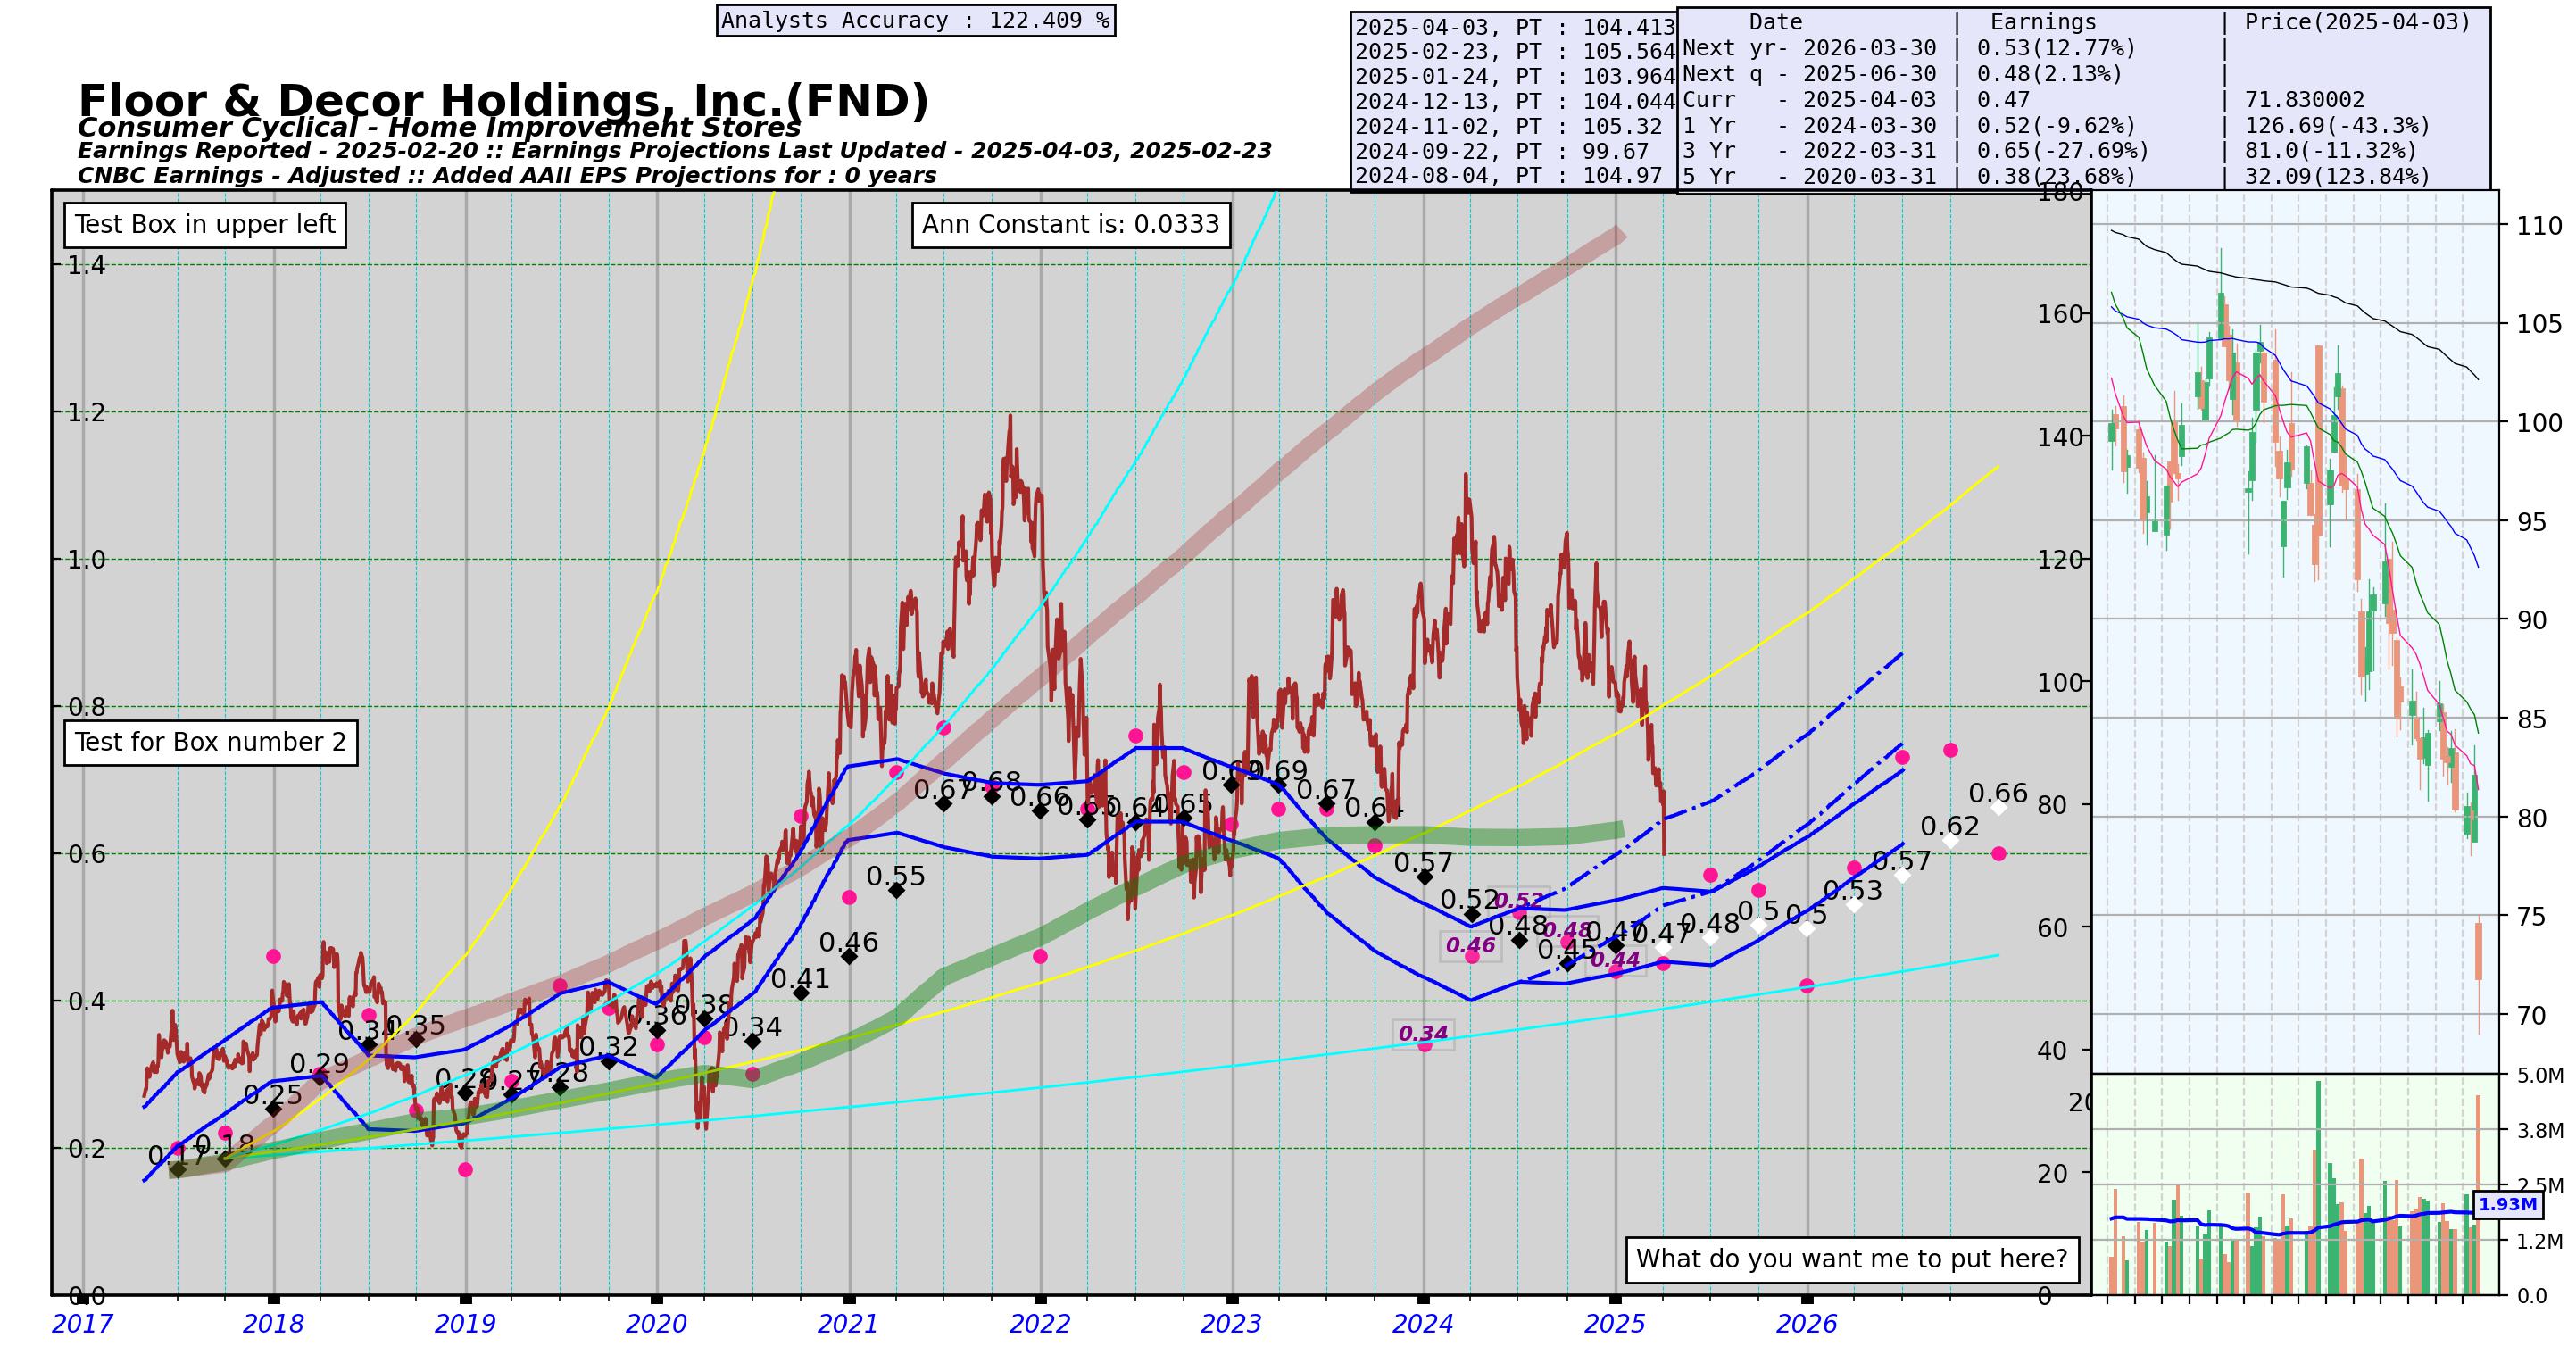 Analysts Accuracy : 122.409 %
2025-04-03, PT : 104.413
2025-02-23, PT : 105.564
2025-01-24, PT : 103.964
2024-12-13, PT : 104.044
2024-11-02, PT : 105.32
2024-09-22, PT : 99.67
2024-08-04, PT : 104.97
Date | Earnings | Price(2025-04-03)
Next yr- 2026-03-30 | 0.53(12.77%) |
Next q - 2025-06-30 | 0.48(2.13%) |
Curr - 2025-04-03 | 0.47 | 71.830002
1 Yr - 2024-03-30 | 0.52(-9.62%) | 126.69(-43.3%)
3 Yr - 2022-03-31 | 0.65(-27.69%) | 81.0(-11.32%)
5 Yr - 2020-03-31 | 0.38(23.68%) | 32.09(123.84%)
Floor & Decor Holdings, Inc.(FND)
Consumer Cyclical - Home Improvement Stores
Earnings Reported - 2025-02-20 :: Earnings Projections Last Updated - 2025-04-03, 2025-02-23
CNBC Earnings - Adjusted :: Added AAII EPS Projections for : 0 years
Test Box in upper left
Ann Constant is: 0.0333
Test for Box number 2
What do you want me to put here?
1.4
1.2
1.0
0.8
0.6
0.4
0.2
0.0
0.17
0.18
0.25
0.29
0.34
0.35
0.28
0.27
0.28
0.32
0.36
0.38
0.34
0.41
0.46
0.55
0.67
0.68
0.66
0.65
0.64
0.65
0.69
0.69
0.67
0.64
0.57
0.52
0.48
0.45
0.47
0.47
0.48
0.5
0.5
0.53
0.57
0.62
0.66
0.34
0.46
0.52
0.48
0.44
180
160
140
120
100
80
60
40
20
0
110
105
100
95
90
85
80
75
70
5.0M
3.8M
2.5M
1.93M
1.2M
0.0
2017
2018
2019
2020
2021
2022
2023
2024
2025
2026